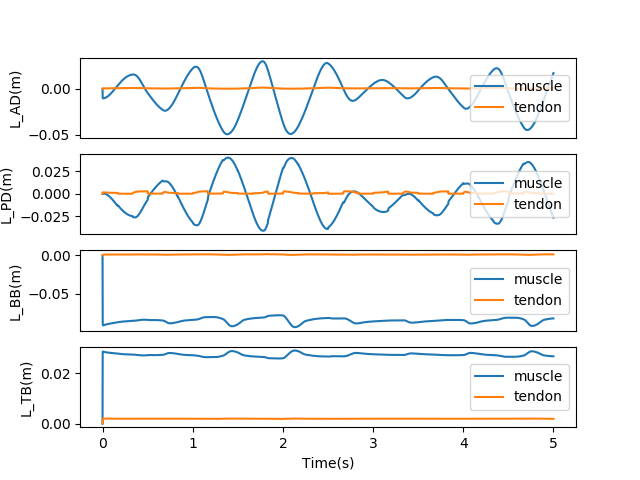 L_AD(m)
0.00
−0.05
muscle
tendon
L_PD(m)
0.025
0.000
−0.025
muscle
tendon
L_BB(m)
0.00
−0.05
muscle
tendon
L_TB(m)
0.02
0.00
muscle
tendon
0 1 2 3 4 5
Time(s)